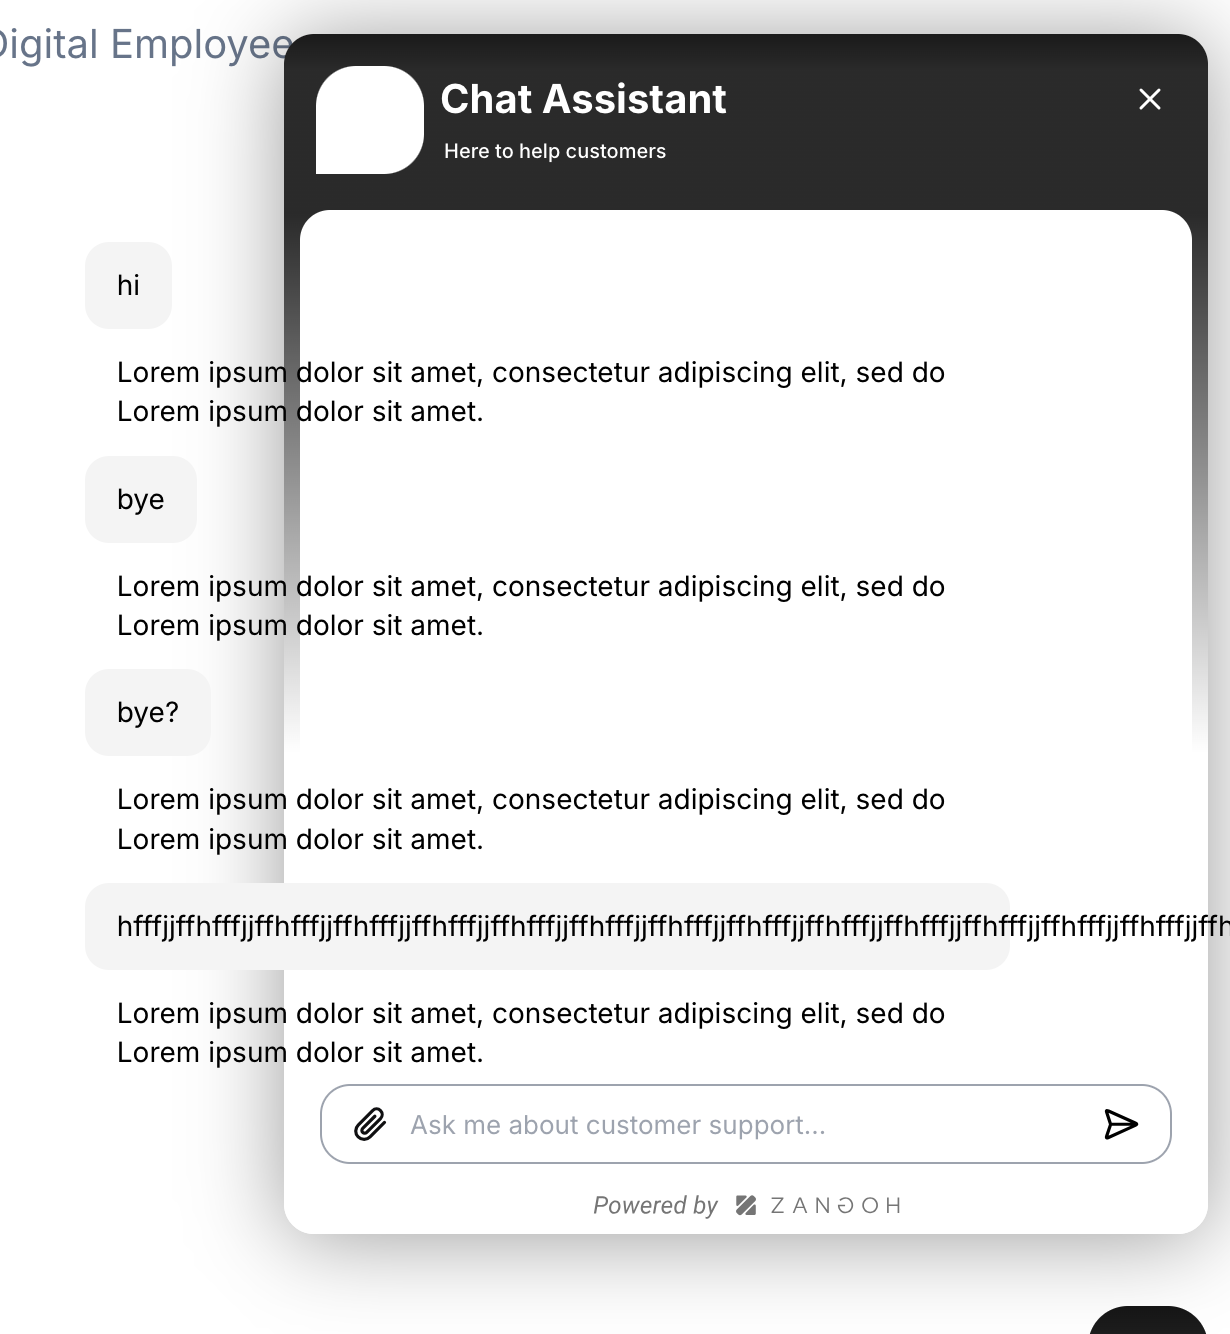 Digital Employee
Chat Assistant
Here to help customers
hi
Lorem ipsum dolor sit amet, consectetur adipiscing elit, sed do
Lorem ipsum dolor sit amet.
bye
Lorem ipsum dolor sit amet, consectetur adipiscing elit, sed do
Lorem ipsum dolor sit amet.
bye?
Lorem ipsum dolor sit amet, consectetur adipiscing elit, sed do
Lorem ipsum dolor sit amet.
hfffjjffhfffjjffhfffjjffhfffjjffhfffjjffhfffjjffhfffjjffhfffjjffhfffjjffhfffjjffhfffjjffhfffjjffhfffjjffhfffjjffh
Lorem ipsum dolor sit amet, consectetur adipiscing elit, sed do
Lorem ipsum dolor sit amet.
Ask me about customer support...
Powered by ZANGOH